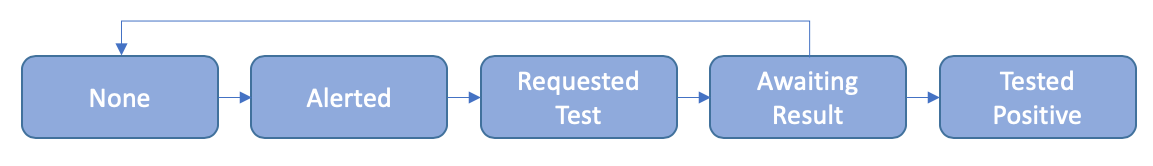 None
Alerted
Requested
Test
Awaiting
Result
Tested
Positive